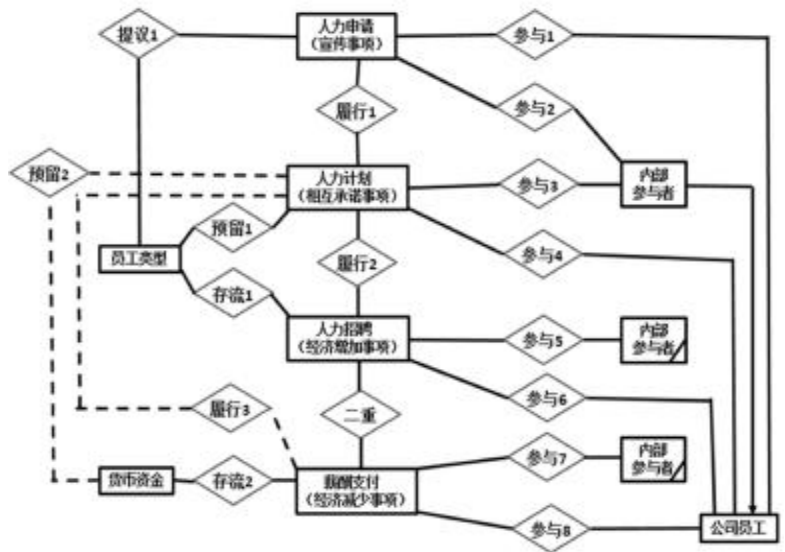 提议1
人力申请
（宣传事项）
参与1
履行1
参与2
预留2
人力计划
（相互承诺事项）
参与3
内部
参与者
预留1
员工类型
履行2
参与4
存流1
人力招聘
（经济增加事项）
参与5
内部
参与者
履行3
二重
参与6
货币资金
存流2
薪酬支付
（经济减少事项）
参与7
内部
参与者
参与8
公司员工